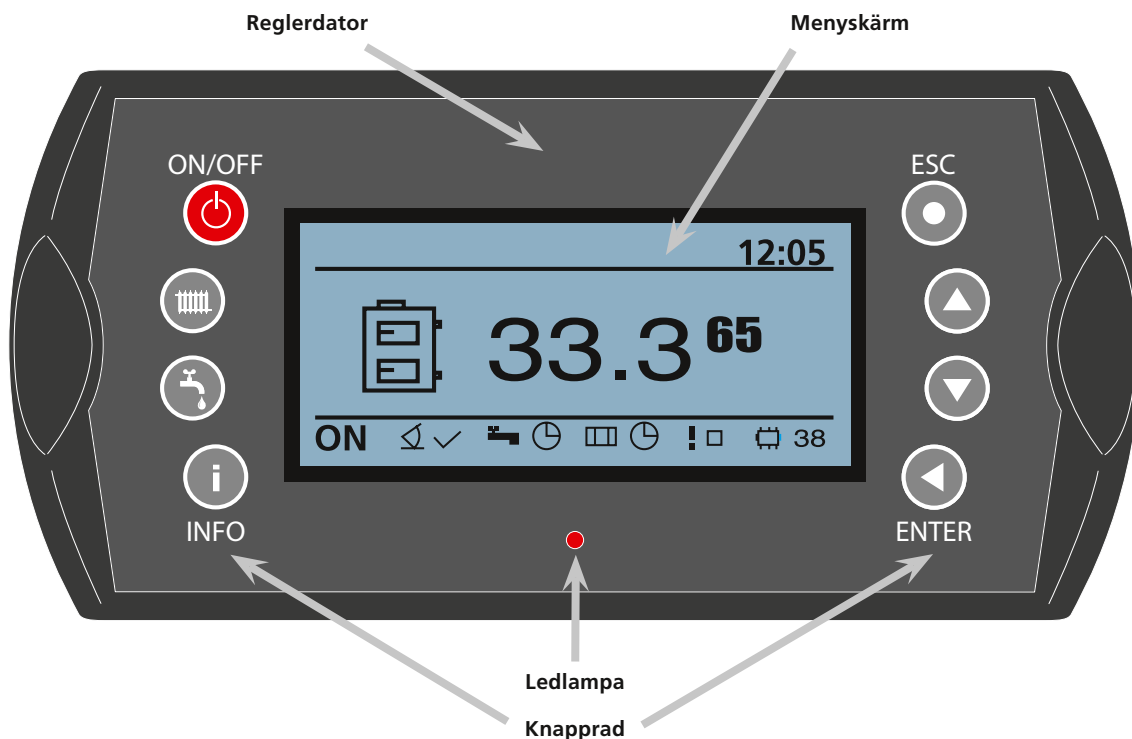 Reglerdator
Menyskärm
ON/OFF
ESC
12:05
33.3 65
ON
! 38
i
INFO
ENTER
Ledlampa
Knapprad